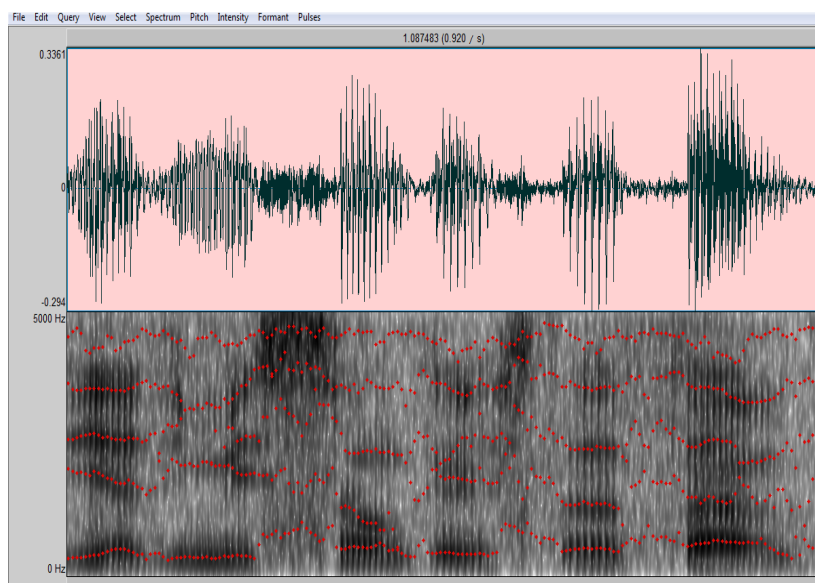 File Edit Query View Select Spectrum Pitch Intensity Formant Pulses
1.087483 (0.920 / s)
0.3361
0
-0.294
5000 Hz
0 Hz